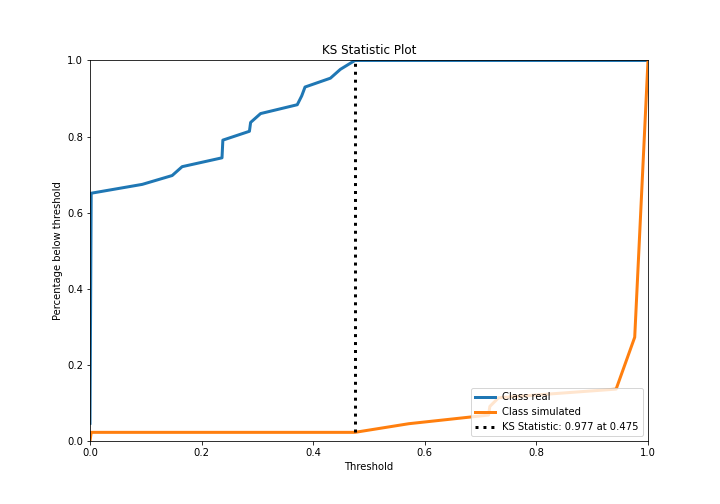 KS Statistic Plot
1.0
0.8
0.6
0.4
0.2
0.0
Percentage below threshold
0.0 0.2 0.4 0.6 0.8 1.0
Threshold
Class real
Class simulated
KS Statistic: 0.977 at 0.475